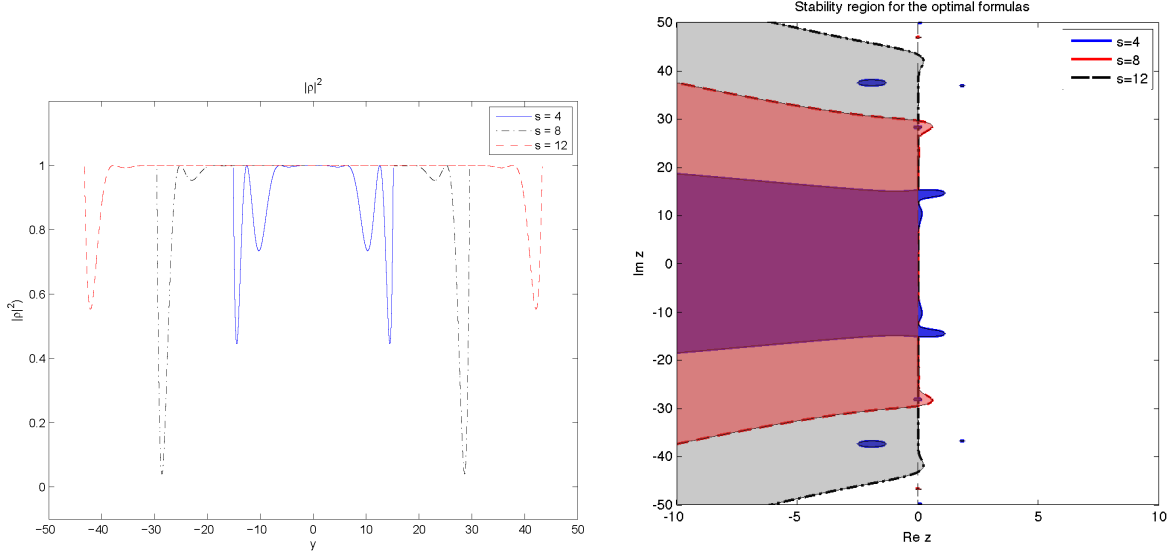 |ρ|²
|ρ|²)
1
0.8
0.6
0.4
0.2
0
−50
−40
−30
−20
−10
0
10
20
30
40
50
y
s = 4
s = 8
s = 12
Stability region for the optimal formulas
Im z
50
40
30
20
10
0
-10
-20
-30
-40
-50
-10
-5
0
5
10
Re z
s=4
s=8
s=12